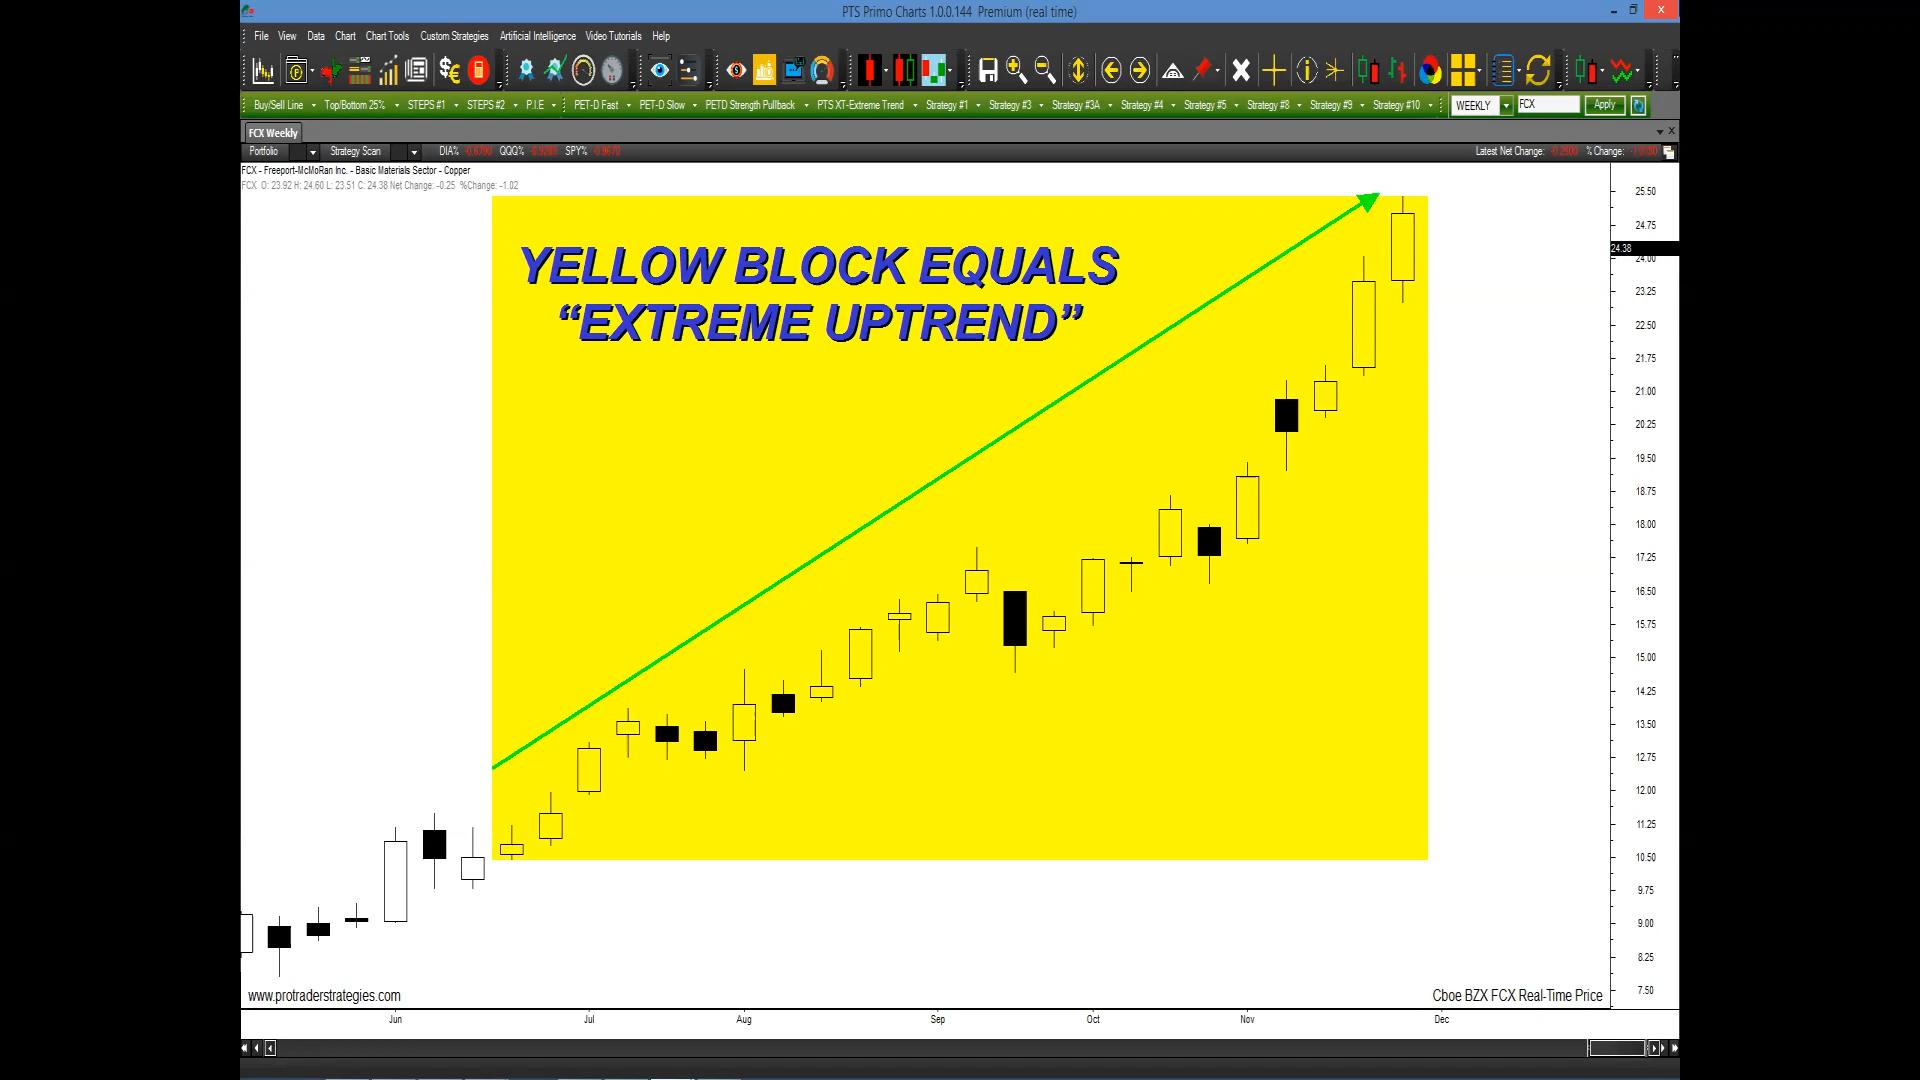 PTS Primo Charts 1.0.0.144 Premium (real time)
File View Data Chart Chart Tools Custom Strategies Artificial Intelligence Video Tutorials Help
Buy/Sell Line Top/Bottom 25% STEPS #1 STEPS #2 P.I.E PET-D Fast PET-D Slow PETD Strength Pullback PTS XT-Extreme Trend Strategy #1 Strategy #3 Strategy #3A Strategy #4 Strategy #5 Strategy #8 Strategy #9 Strategy #10 WEEKLY FCX Apply
FCX Weekly
Portfolio Strategy Scan DIA% QQQ% SPY% Latest Net Change: % Change:
FCX - Freeport-McMoRan Inc. - Basic Materials Sector - Copper
FCX O: 23.92 H: 24.60 L: 23.51 C: 24.38 Net Change: -0.25 %Change: -1.02
YELLOW BLOCK EQUALS
“EXTREME UPTREND”
25.50
24.75
24.38
24.00
23.25
22.50
21.75
21.00
20.25
19.50
18.75
18.00
17.25
16.50
15.75
15.00
14.25
13.50
12.75
12.00
11.25
10.50
9.75
9.00
8.25
7.50
www.protraderstrategies.com Cboe BZX FCX Real-Time Price
Jun Jul Aug Sep Oct Nov Dec